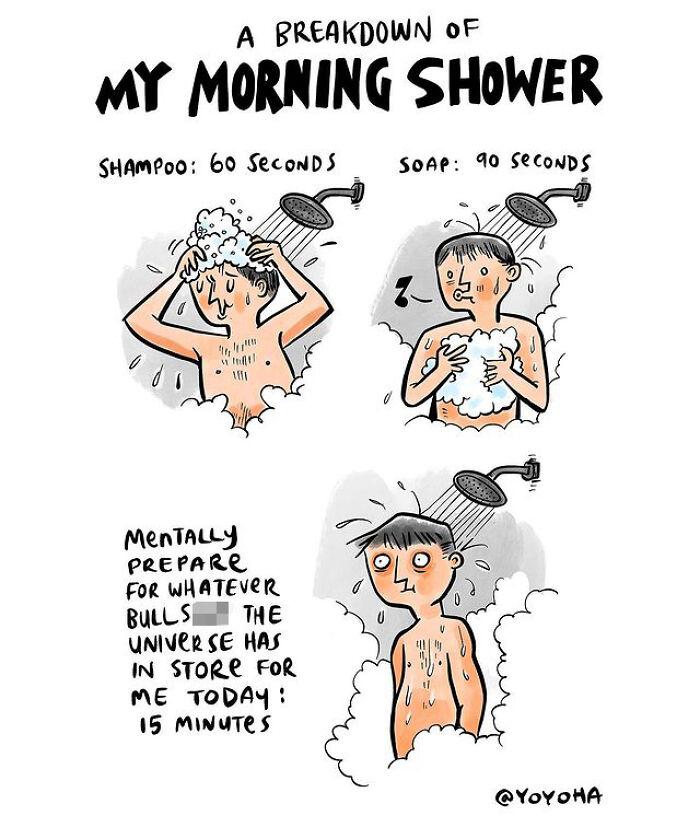 A BREAKDOWN OF
MY MORNING SHOWER
SHAMPOO: 60 SECONDS
SOAP: 90 SECONDS
MENTALLY
PREPARE
FOR WHATEVER
BULLS THE
UNIVERSE HAS
IN STORE FOR
ME TODAY:
15 MINUTES
@YOYOHA